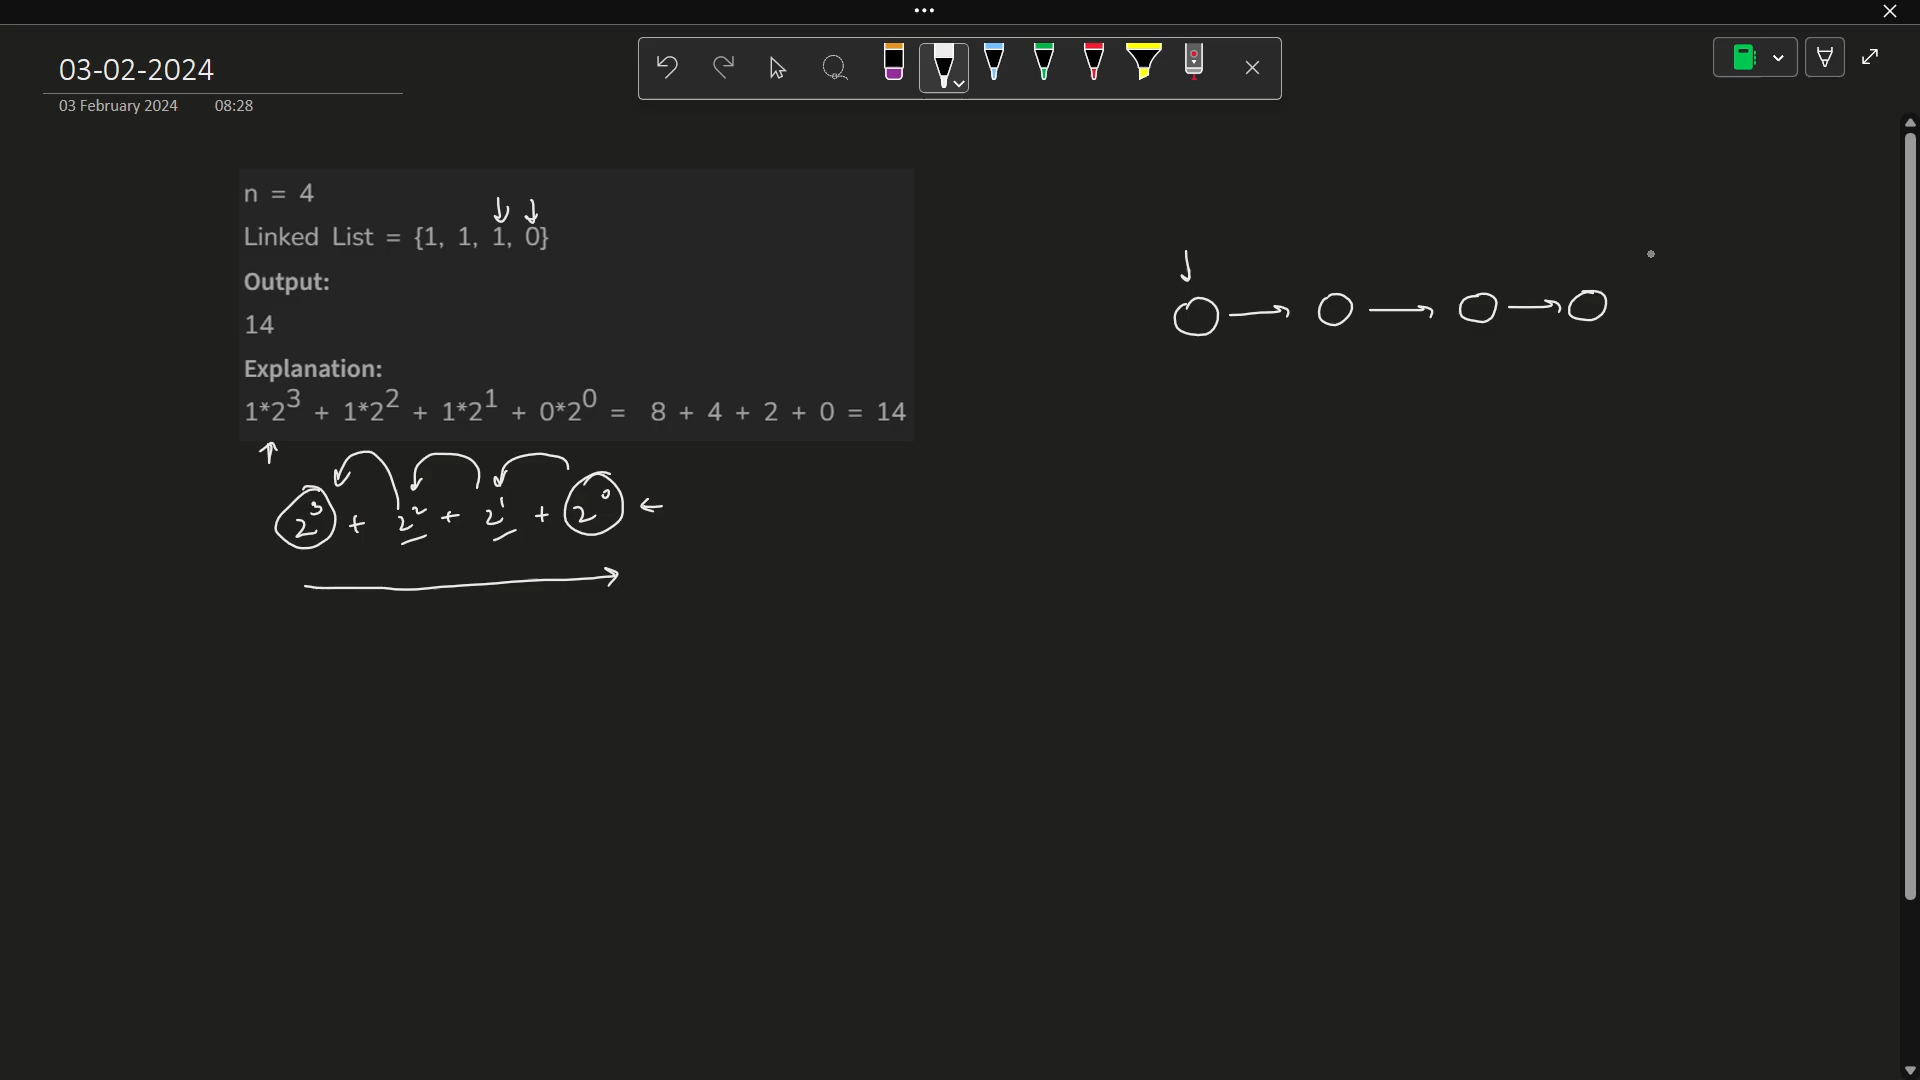 03-02-2024
03 February 2024 08:28
n = 4
Linked List = {1, 1, 1, 0}
Output:
14
Explanation:
1*2^3 + 1*2^2 + 1*2^1 + 0*2^0 = 8 + 4 + 2 + 0 = 14
2^3 + 2^2 + 2^1 + 2^0